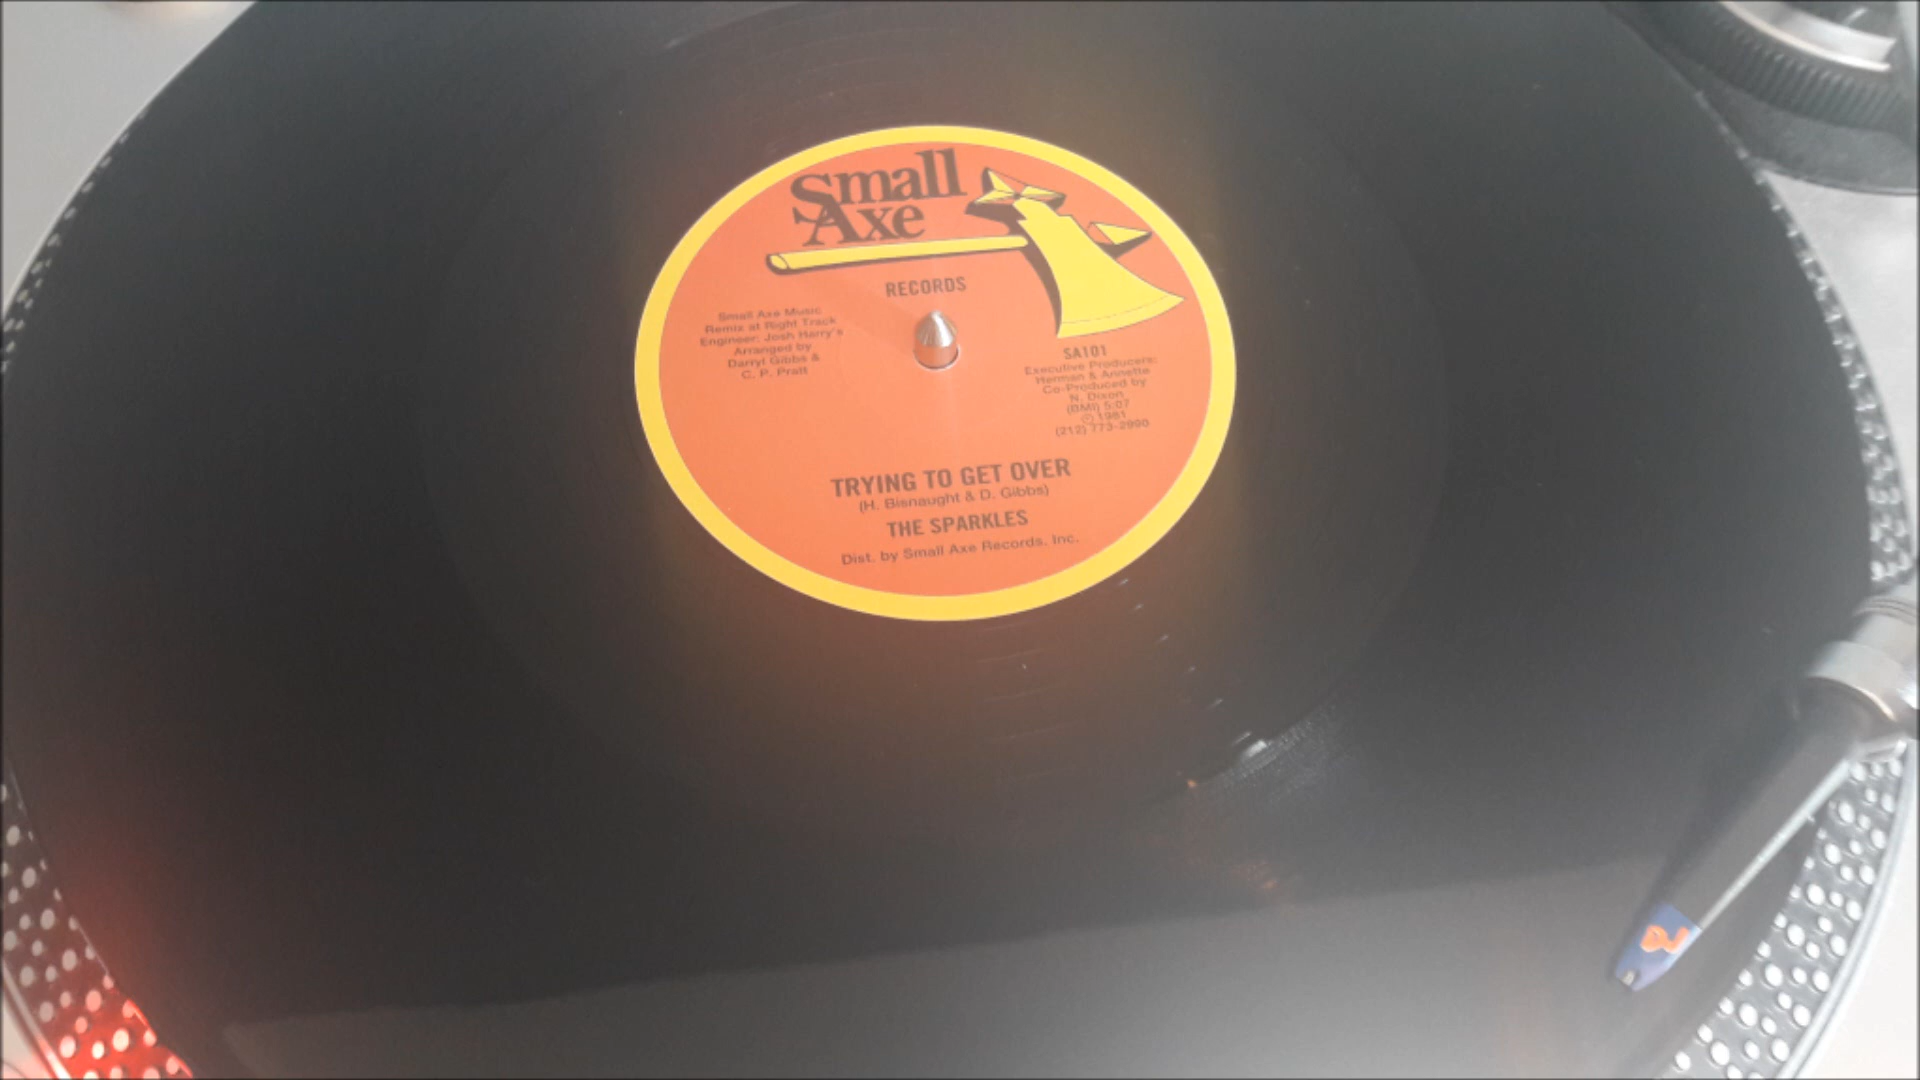 Small
Axe
RECORDS
Small Axe Music
Remix at Right Track
Engineer: Josh Harry's
Arranged by
Darryl Gibbs &
C. P. Pratt
SA101
Executive Producers:
Herman & Annette
Co-Produced by
N. Dixon
(BMI) 5:07
© 1981
(212) 773-2990
TRYING TO GET OVER
(H. Bisnaught & D. Gibbs)
THE SPARKLES
Dist. by Small Axe Records, Inc.
DJ